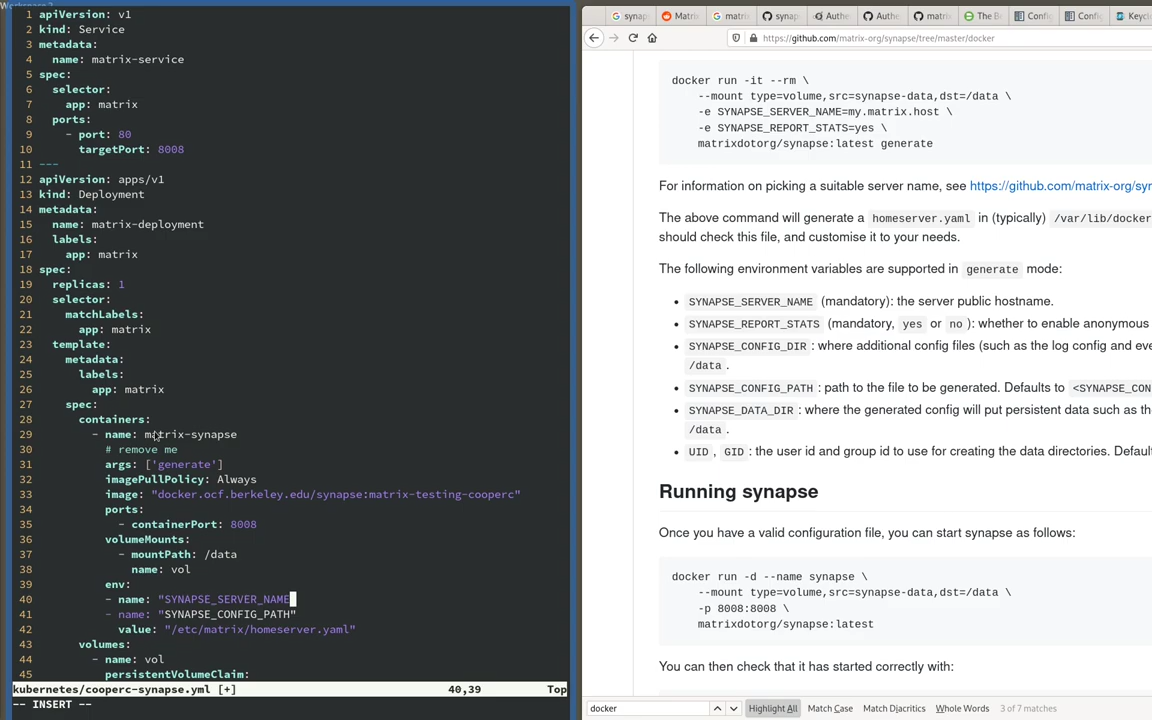 1 apiVersion: v1
2 kind: Service
3 metadata:
4 name: matrix-service
5 spec:
6 selector:
7 app: matrix
8 ports:
9 - port: 80
10 targetPort: 8008
11 ---
12 apiVersion: apps/v1
13 kind: Deployment
14 metadata:
15 name: matrix-deployment
16 labels:
17 app: matrix
18 spec:
19 replicas: 1
20 selector:
21 matchLabels:
22 app: matrix
23 template:
24 metadata:
25 labels:
26 app: matrix
27 spec:
28 containers:
29 - name: matrix-synapse
30 # remove me
31 args: ['generate']
32 imagePullPolicy: Always
33 image: "docker.ocf.berkeley.edu/synapse:matrix-testing-cooperc"
34 ports:
35 - containerPort: 8008
36 volumeMounts:
37 - mountPath: /data
38 name: vol
39 env:
40 - name: "SYNAPSE_SERVER_NAME
41 - name: "SYNAPSE_CONFIG_PATH"
42 value: "/etc/matrix/homeserver.yaml"
43 volumes:
44 - name: vol
45 persistentVolumeClaim:
kubernetes/cooperc-synapse.yml [+] 40,39 Top
-- INSERT --
synap Matrix matri synap Authe Authe matri The B Config Config Keycl
https://github.com/matrix-org/synapse/tree/master/docker
docker run -it --rm \
--mount type=volume,src=synapse-data,dst=/data \
-e SYNAPSE_SERVER_NAME=my.matrix.host \
-e SYNAPSE_REPORT_STATS=yes \
matrixdotorg/synapse:latest generate
For information on picking a suitable server name, see https://github.com/matrix-org/syr
The above command will generate a homeserver.yaml in (typically) /var/lib/docker
should check this file, and customise it to your needs.
The following environment variables are supported in generate mode:
• SYNAPSE_SERVER_NAME (mandatory): the server public hostname.
• SYNAPSE_REPORT_STATS (mandatory, yes or no ): whether to enable anonymous
• SYNAPSE_CONFIG_DIR : where additional config files (such as the log config and eve
/data .
• SYNAPSE_CONFIG_PATH : path to the file to be generated. Defaults to <SYNAPSE_CON
• SYNAPSE_DATA_DIR : where the generated config will put persistent data such as the
/data .
• UID , GID : the user id and group id to use for creating the data directories. Default
Running synapse
Once you have a valid configuration file, you can start synapse as follows:
docker run -d --name synapse \
--mount type=volume,src=synapse-data,dst=/data \
-p 8008:8008 \
matrixdotorg/synapse:latest
You can then check that it has started correctly with:
docker Highlight All Match Case Match Diacritics Whole Words 3 of 7 matches